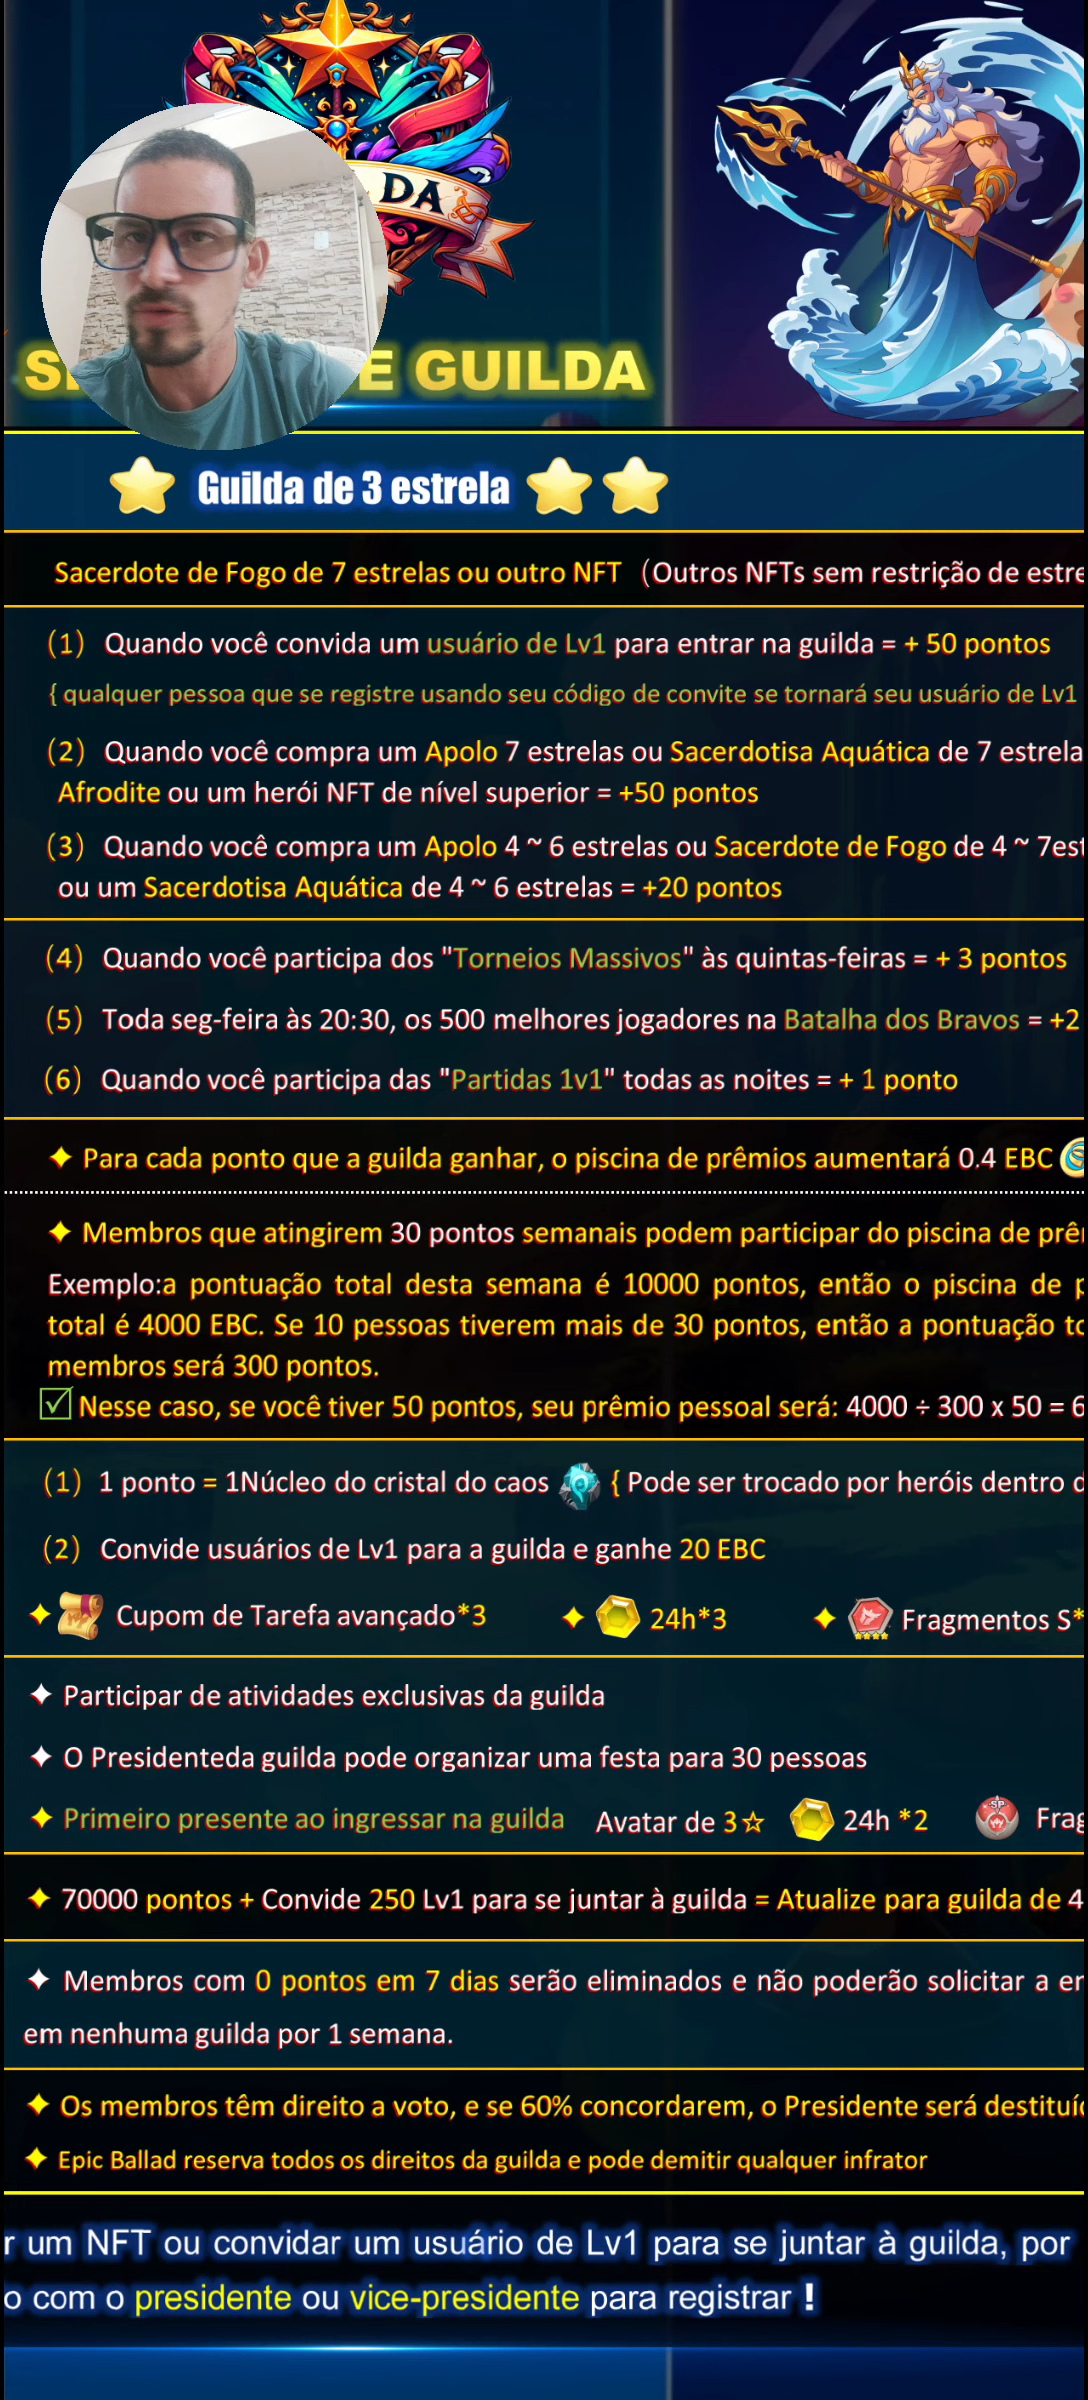 DA
E GUILDA
Guilda de 3 estrela
Sacerdote de Fogo de 7 estrelas ou outro NFT (Outros NFTs sem restrição de estre
(1) Quando você convida um usuário de Lv1 para entrar na guilda = + 50 pontos
{ qualquer pessoa que se registre usando seu código de convite se tornará seu usuário de Lv1
(2) Quando você compra um Apolo 7 estrelas ou Sacerdotisa Aquática de 7 estrela
Afrodite ou um herói NFT de nível superior = +50 pontos
(3) Quando você compra um Apolo 4 ~ 6 estrelas ou Sacerdote de Fogo de 4 ~ 7est
ou um Sacerdotisa Aquática de 4 ~ 6 estrelas = +20 pontos
(4) Quando você participa dos "Torneios Massivos" às quintas-feiras = + 3 pontos
(5) Toda seg-feira às 20:30, os 500 melhores jogadores na Batalha dos Bravos = +2
(6) Quando você participa das "Partidas 1v1" todas as noites = + 1 ponto
✦ Para cada ponto que a guilda ganhar, o piscina de prêmios aumentará 0.4 EBC
✦ Membros que atingirem 30 pontos semanais podem participar do piscina de prê
Exemplo:a pontuação total desta semana é 10000 pontos, então o piscina de p
total é 4000 EBC. Se 10 pessoas tiverem mais de 30 pontos, então a pontuação to
membros será 300 pontos.
☑ Nesse caso, se você tiver 50 pontos, seu prêmio pessoal será: 4000 ÷ 300 x 50 = 6
(1) 1 ponto = 1Núcleo do cristal do caos { Pode ser trocado por heróis dentro d
(2) Convide usuários de Lv1 para a guilda e ganhe 20 EBC
✦ Cupom de Tarefa avançado*3 ✦ 24h*3 ✦ Fragmentos S*
✦ Participar de atividades exclusivas da guilda
✦ O Presidenteda guilda pode organizar uma festa para 30 pessoas
✦ Primeiro presente ao ingressar na guilda Avatar de 3☆ 24h *2 SP Frag
✦ 70000 pontos + Convide 250 Lv1 para se juntar à guilda = Atualize para guilda de 4
✦ Membros com 0 pontos em 7 dias serão eliminados e não poderão solicitar a en
em nenhuma guilda por 1 semana.
✦ Os membros têm direito a voto, e se 60% concordarem, o Presidente será destituíd
✦ Epic Ballad reserva todos os direitos da guilda e pode demitir qualquer infrator
r um NFT ou convidar um usuário de Lv1 para se juntar à guilda, por
o com o presidente ou vice-presidente para registrar !